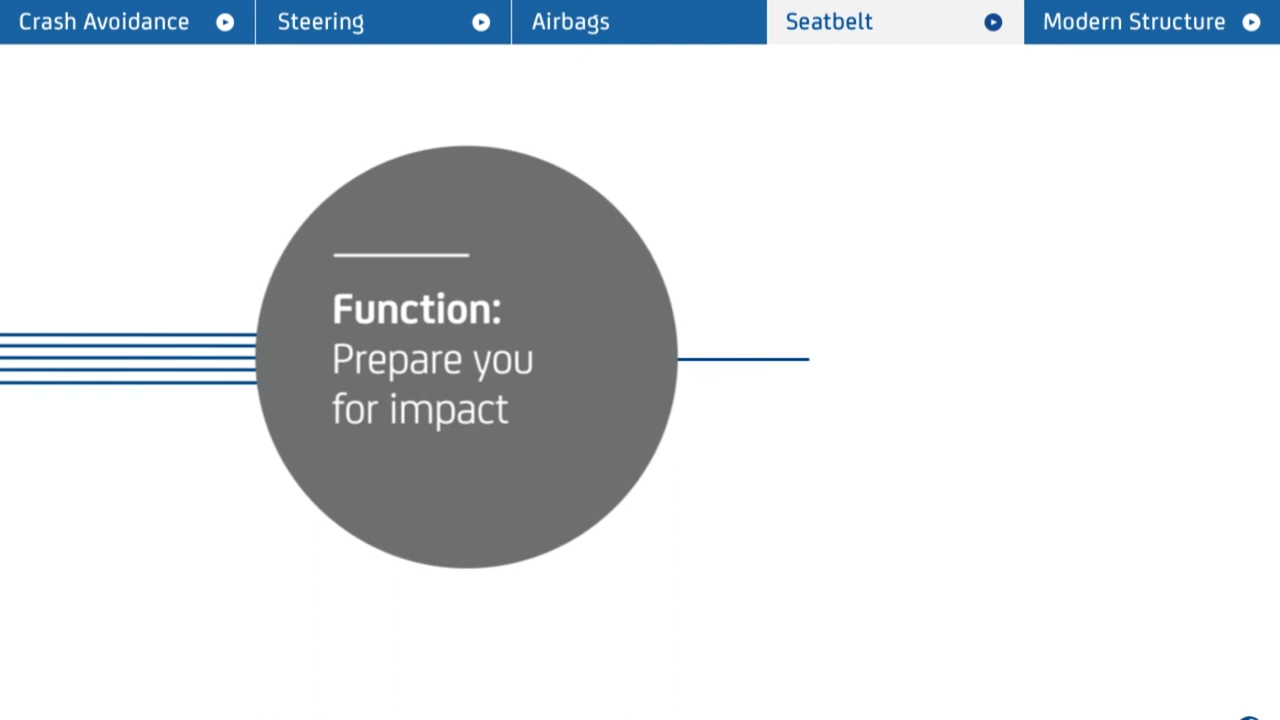 Crash Avoidance
Steering
Airbags
Seatbelt
Modern Structure
Function:
Prepare you
for impact